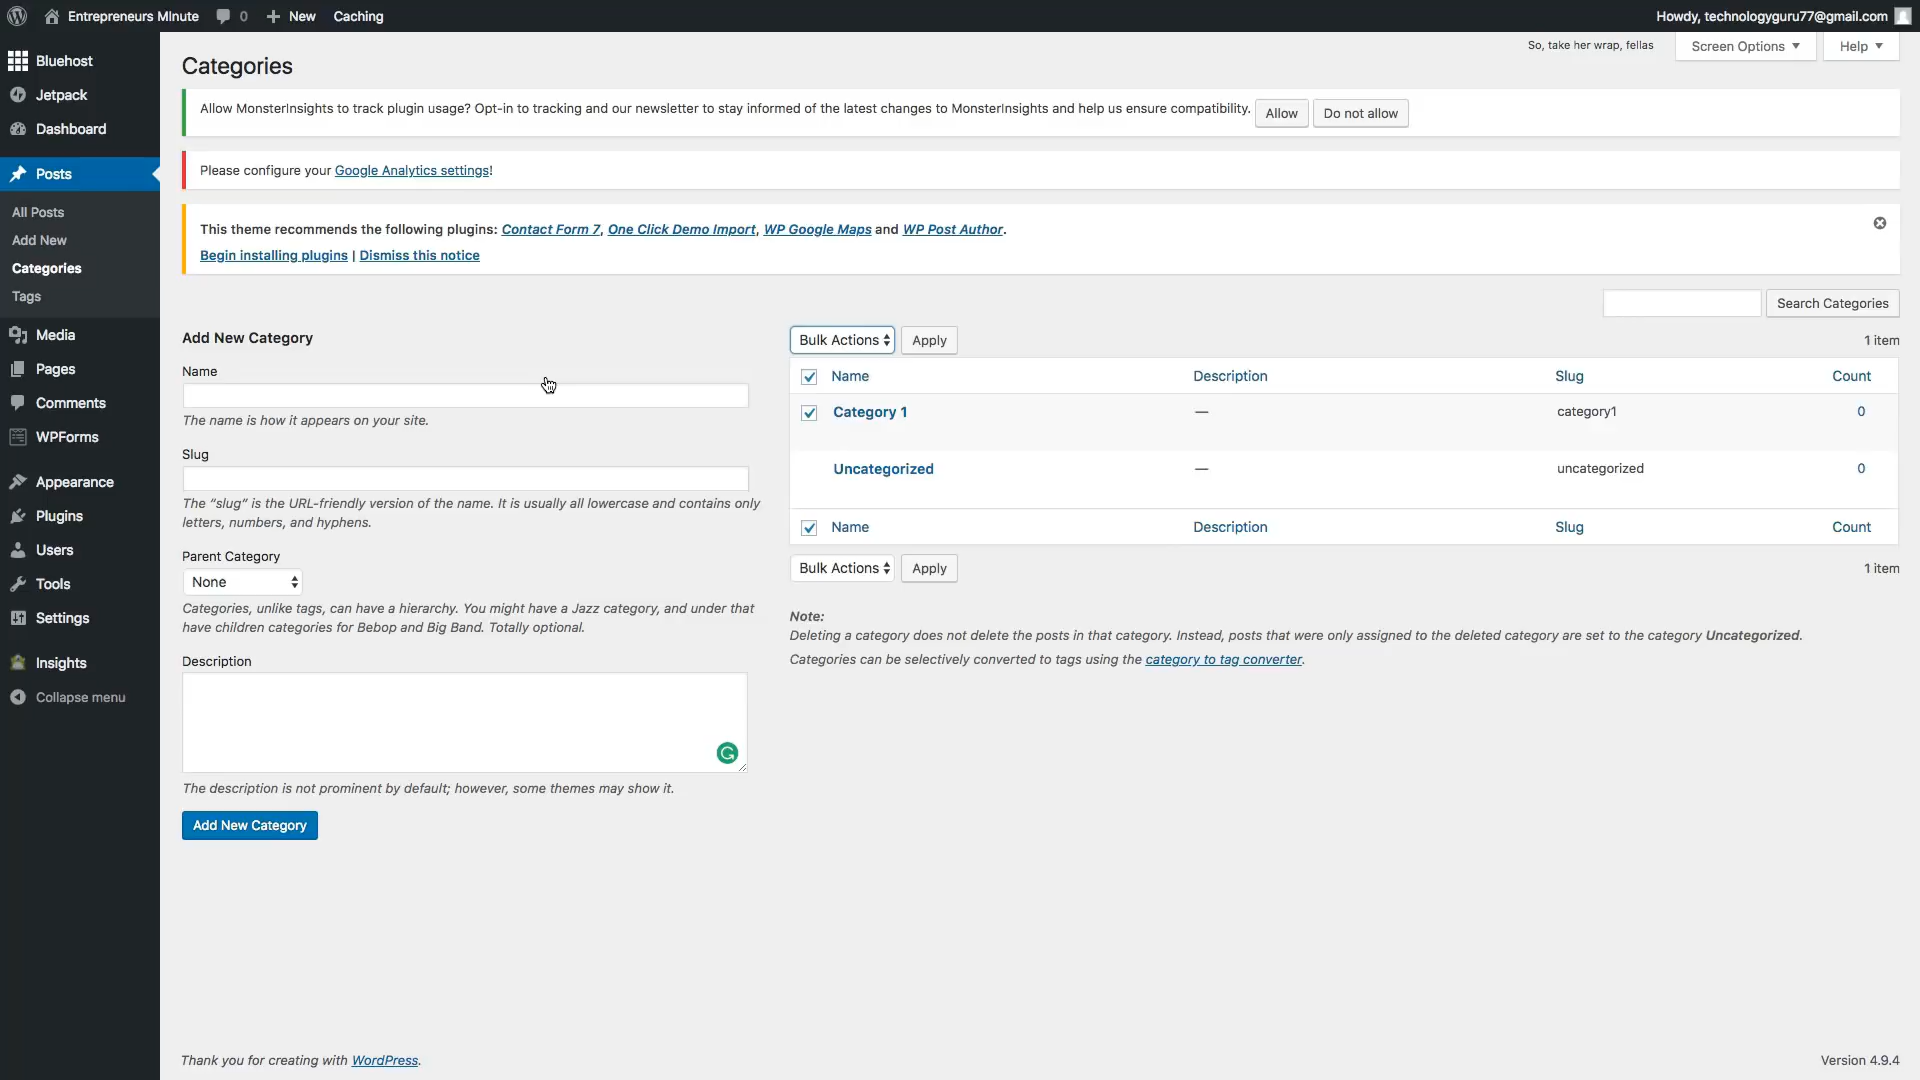 Entrepreneurs MInute 0 New Caching Howdy, technologyguru77@gmail.com
Bluehost
Jetpack
Dashboard
Posts
All Posts
Add New
Categories
Tags
Media
Pages
Comments
WPForms
Appearance
Plugins
Users
Tools
Settings
Insights
Collapse menu
So, take her wrap, fellas Screen Options Help
Categories
Allow MonsterInsights to track plugin usage? Opt-in to tracking and our newsletter to stay informed of the latest changes to MonsterInsights and help us ensure compatibility. Allow Do not allow
Please configure your Google Analytics settings!
This theme recommends the following plugins: Contact Form 7, One Click Demo Import, WP Google Maps and WP Post Author.
Begin installing plugins | Dismiss this notice
Search Categories
Add New Category
Name
The name is how it appears on your site.
Slug
The “slug” is the URL-friendly version of the name. It is usually all lowercase and contains only
letters, numbers, and hyphens.
Parent Category
None
Categories, unlike tags, can have a hierarchy. You might have a Jazz category, and under that
have children categories for Bebop and Big Band. Totally optional.
Description
The description is not prominent by default; however, some themes may show it.
Add New Category
Bulk Actions Apply 1 item
Name Description Slug Count
Category 1 — category1 0
Uncategorized — uncategorized 0
Name Description Slug Count
Bulk Actions Apply 1 item
Note:
Deleting a category does not delete the posts in that category. Instead, posts that were only assigned to the deleted category are set to the category Uncategorized.
Categories can be selectively converted to tags using the category to tag converter.
Thank you for creating with WordPress. Version 4.9.4